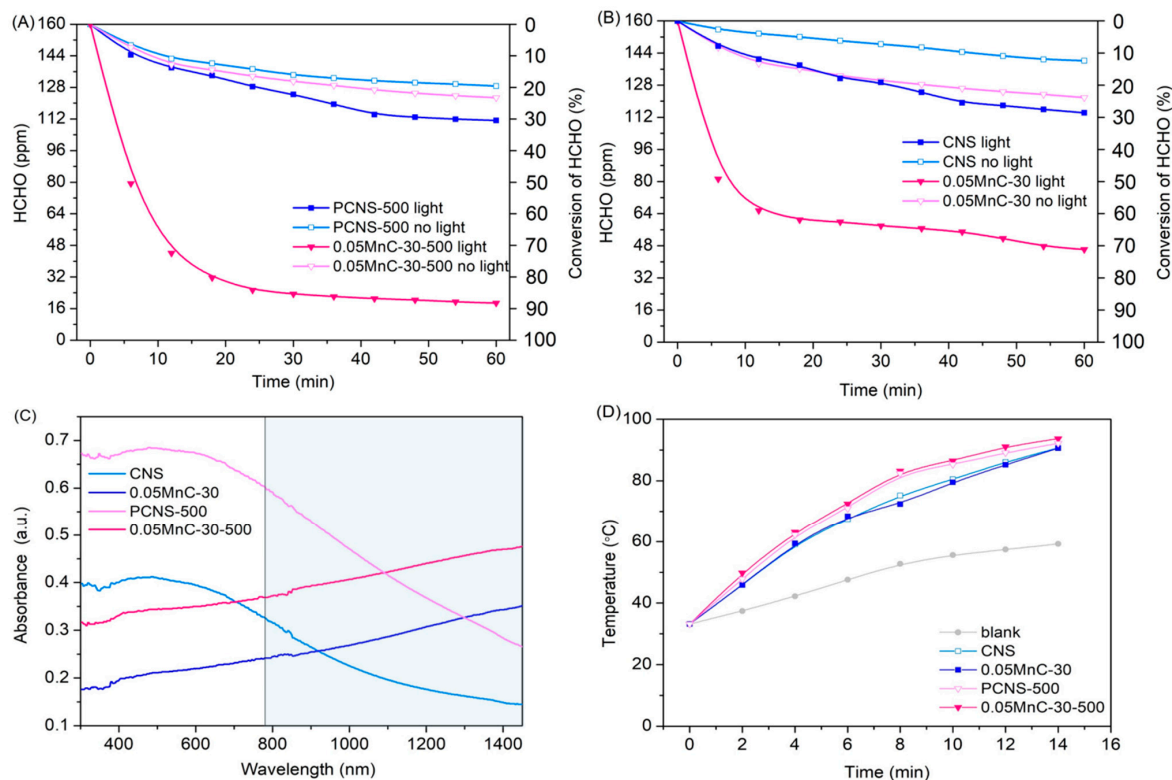 (A)
160
144
128
112
96
80
64
48
32
16
0
HCHO (ppm)
0
10
20
30
40
50
60
70
80
90
100
Conversion of HCHO (%)
PCNS-500 light
PCNS-500 no light
0.05MnC-30-500 light
0.05MnC-30-500 no light
0 10 20 30 40 50 60
Time (min)
(B)
160
144
128
112
96
80
64
48
32
16
0
HCHO (ppm)
0
10
20
30
40
50
60
70
80
90
100
Conversion of HCHO (%)
CNS light
CNS no light
0.05MnC-30 light
0.05MnC-30 no light
0 10 20 30 40 50 60
Time (min)
(C)
0.7
0.6
0.5
0.4
0.3
0.2
0.1
Absorbance (a.u.)
CNS
0.05MnC-30
PCNS-500
0.05MnC-30-500
400 600 800 1000 1200 1400
Wavelength (nm)
(D)
100
80
60
40
20
0
Temperature (°C)
blank
CNS
0.05MnC-30
PCNS-500
0.05MnC-30-500
0 2 4 6 8 10 12 14 16
Time (min)